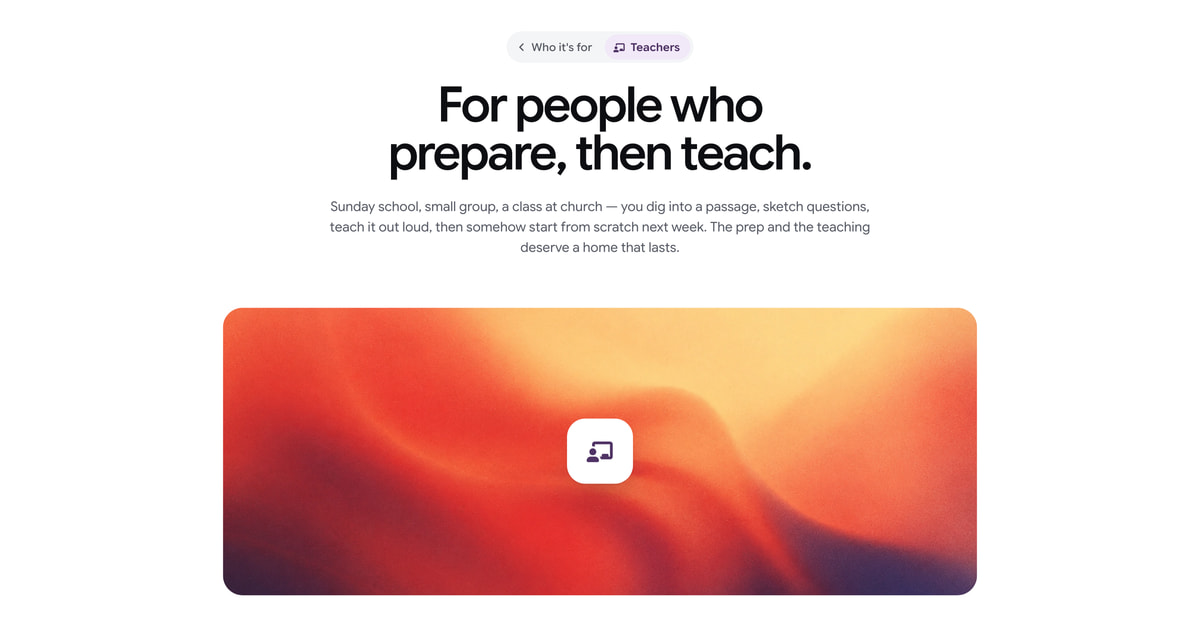 Who it's for
Teachers
For people who
prepare, then teach.
Sunday school, small group, a class at church — you dig into a passage, sketch questions,
teach it out loud, then somehow start from scratch next week. The prep and the teaching
deserve a home that lasts.